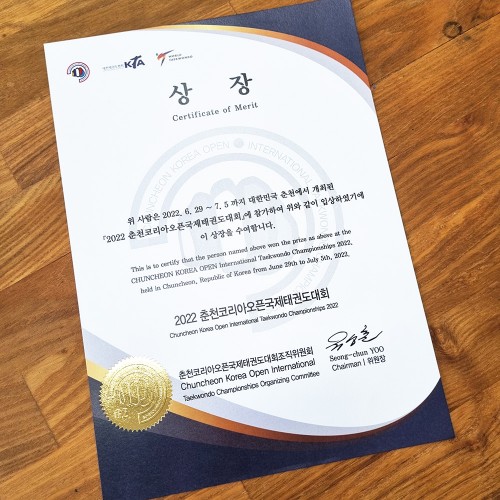 KTA
WORLD TAEKWONDO
상 장
Certificate of Merit
위 사람은 2022. 6. 29 ~ 7. 5 까지 대한민국 춘천에서 개최된
「2022 춘천코리아오픈국제태권도대회」에 참가하여 위와 같이 입상하였기에
이 상장을 수여합니다.
This is to certify that the person named above won the prize as above at the
CHUNCHEON KOREA OPEN International Taekwondo Championships 2022,
held in Chuncheon, Republic of Korea from June 29th to July 5th, 2022.
2022 춘천코리아오픈국제태권도대회
Chuncheon Korea Open International Taekwondo Championships 2022
춘천코리아오픈국제태권도대회조직위원회
Chuncheon Korea Open International
Taekwondo Championships Organizing Committee
Seong-chun YOO
Chairman | 위원장